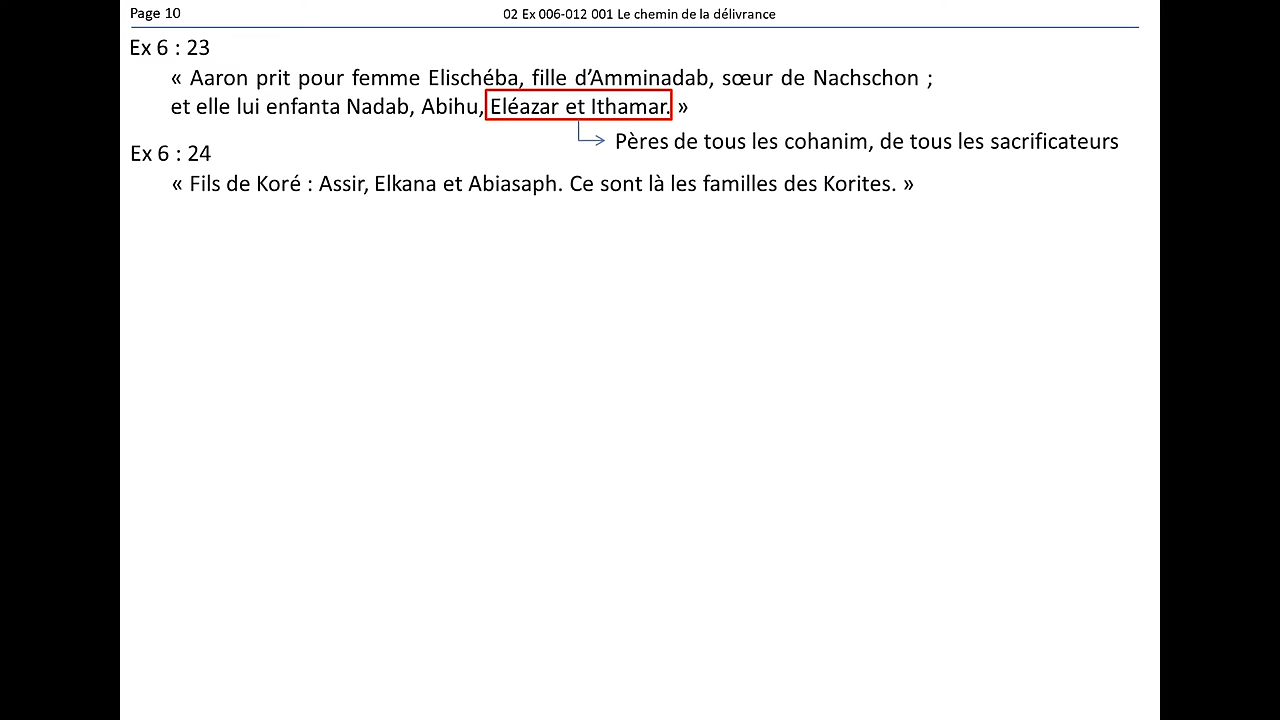 Page 10
02 Ex 006-012 001 Le chemin de la délivrance
Ex 6 : 23
« Aaron prit pour femme Elischéba, fille d’Amminadab, sœur de Nachschon ;
et elle lui enfanta Nadab, Abihu, Eléazar et Ithamar. »
Pères de tous les cohanim, de tous les sacrificateurs
Ex 6 : 24
« Fils de Koré : Assir, Elkana et Abiasaph. Ce sont là les familles des Korites. »